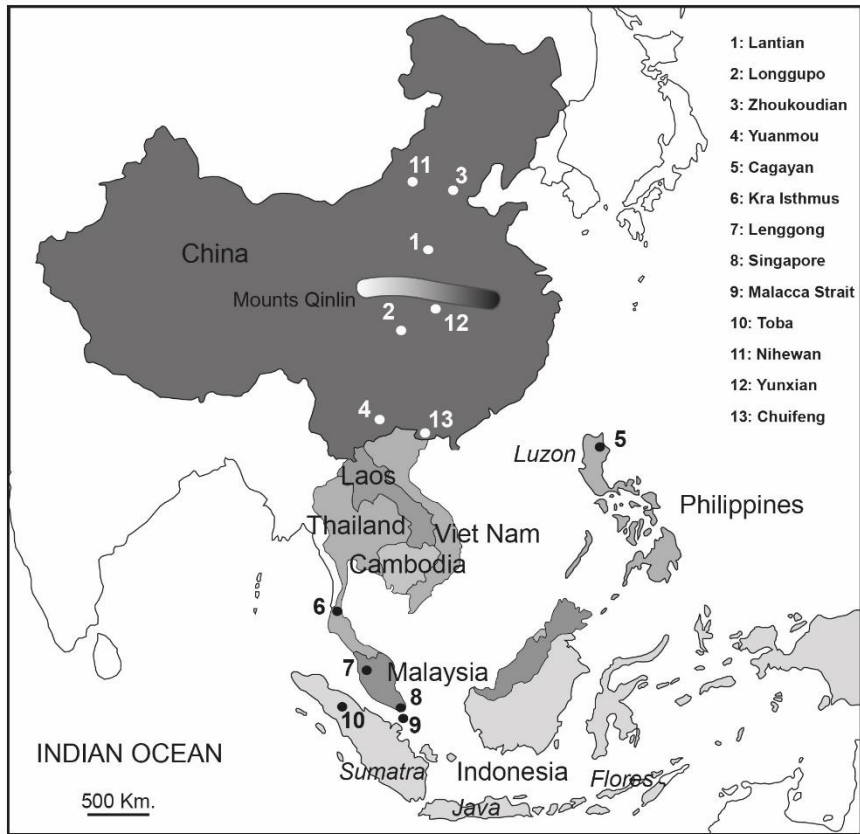 1: Lantian
2: Longgupo
3: Zhoukoudian
4: Yuanmou
5: Cagayan
6: Kra Isthmus
7: Lenggong
8: Singapore
9: Malacca Strait
10: Toba
11: Nihewan
12: Yunxian
13: Chuifeng
11
3
1
China
Mounts Qinlin
2
12
4
13
5
Luzon
Laos
Philippines
Thailand
Viet Nam
Cambodia
6
7
Malaysia
8
10
9
INDIAN OCEAN
Sumatra
Indonesia
Flores
500 Km.
Java